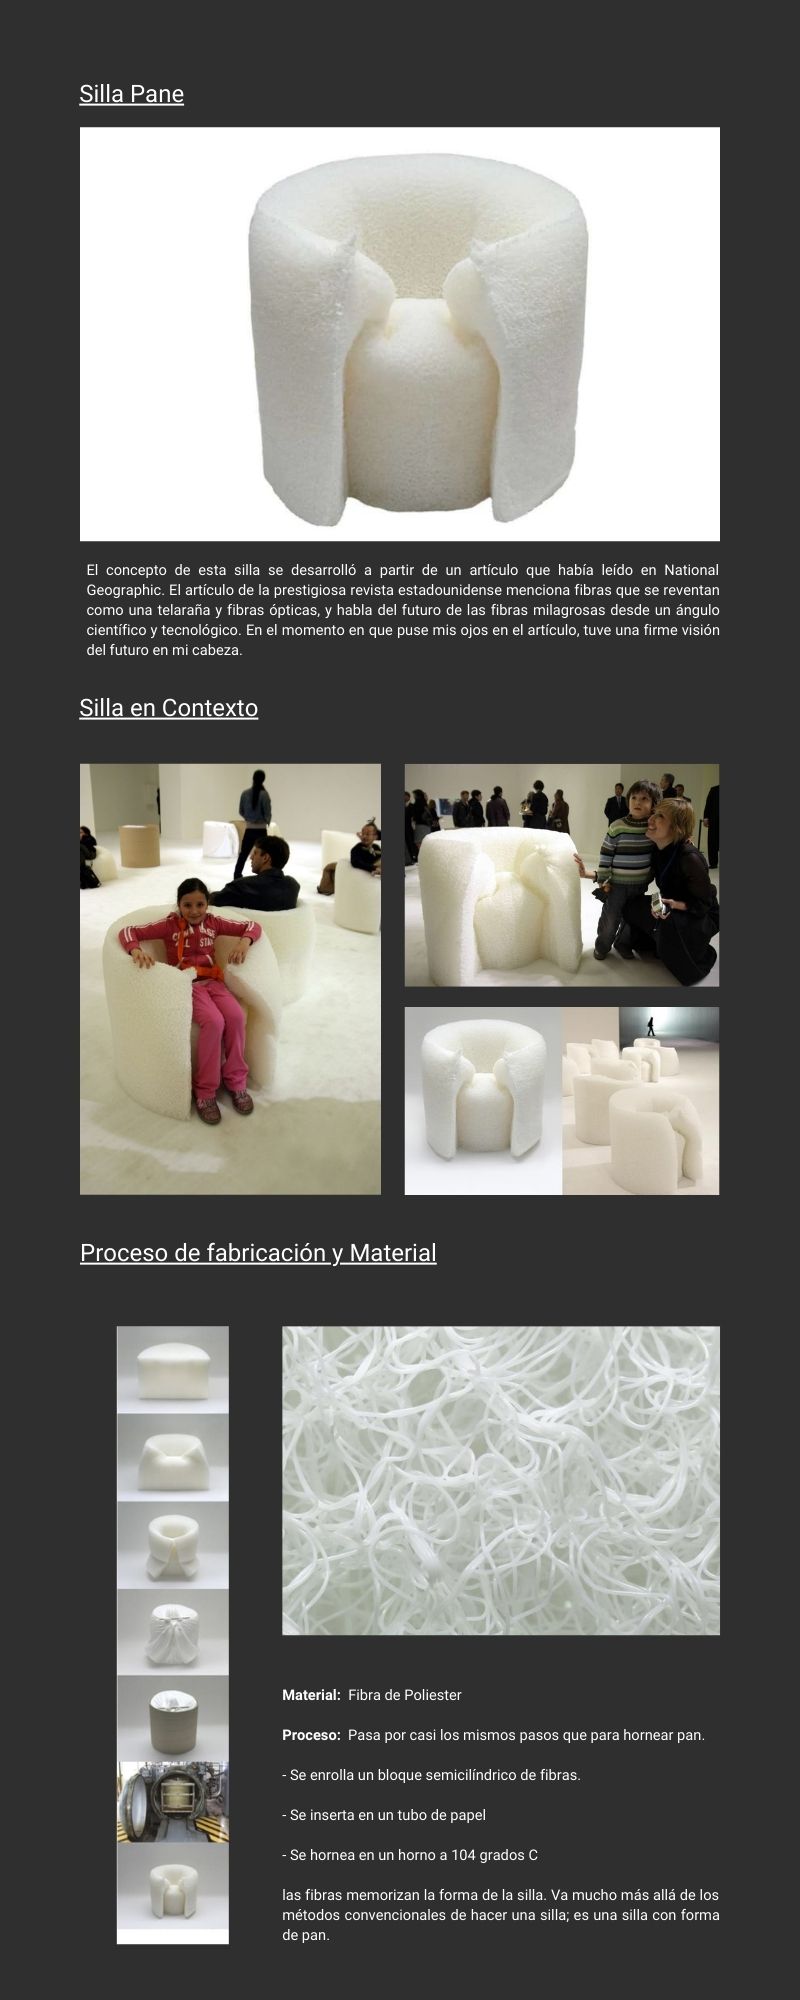 Silla Pane
El concepto de esta silla se desarrolló a partir de un artículo que había leído en National
Geographic. El artículo de la prestigiosa revista estadounidense menciona fibras que se reventan
como una telaraña y fibras ópticas, y habla del futuro de las fibras milagrosas desde un ángulo
científico y tecnológico. En el momento en que puse mis ojos en el artículo, tuve una firme visión
del futuro en mi cabeza.
Silla en Contexto
Proceso de fabricación y Material
Material: Fibra de Poliester
Proceso: Pasa por casi los mismos pasos que para hornear pan.
- Se enrolla un bloque semicilíndrico de fibras.
- Se inserta en un tubo de papel
- Se hornea en un horno a 104 grados C
las fibras memorizan la forma de la silla. Va mucho más allá de los
métodos convencionales de hacer una silla; es una silla con forma
de pan.